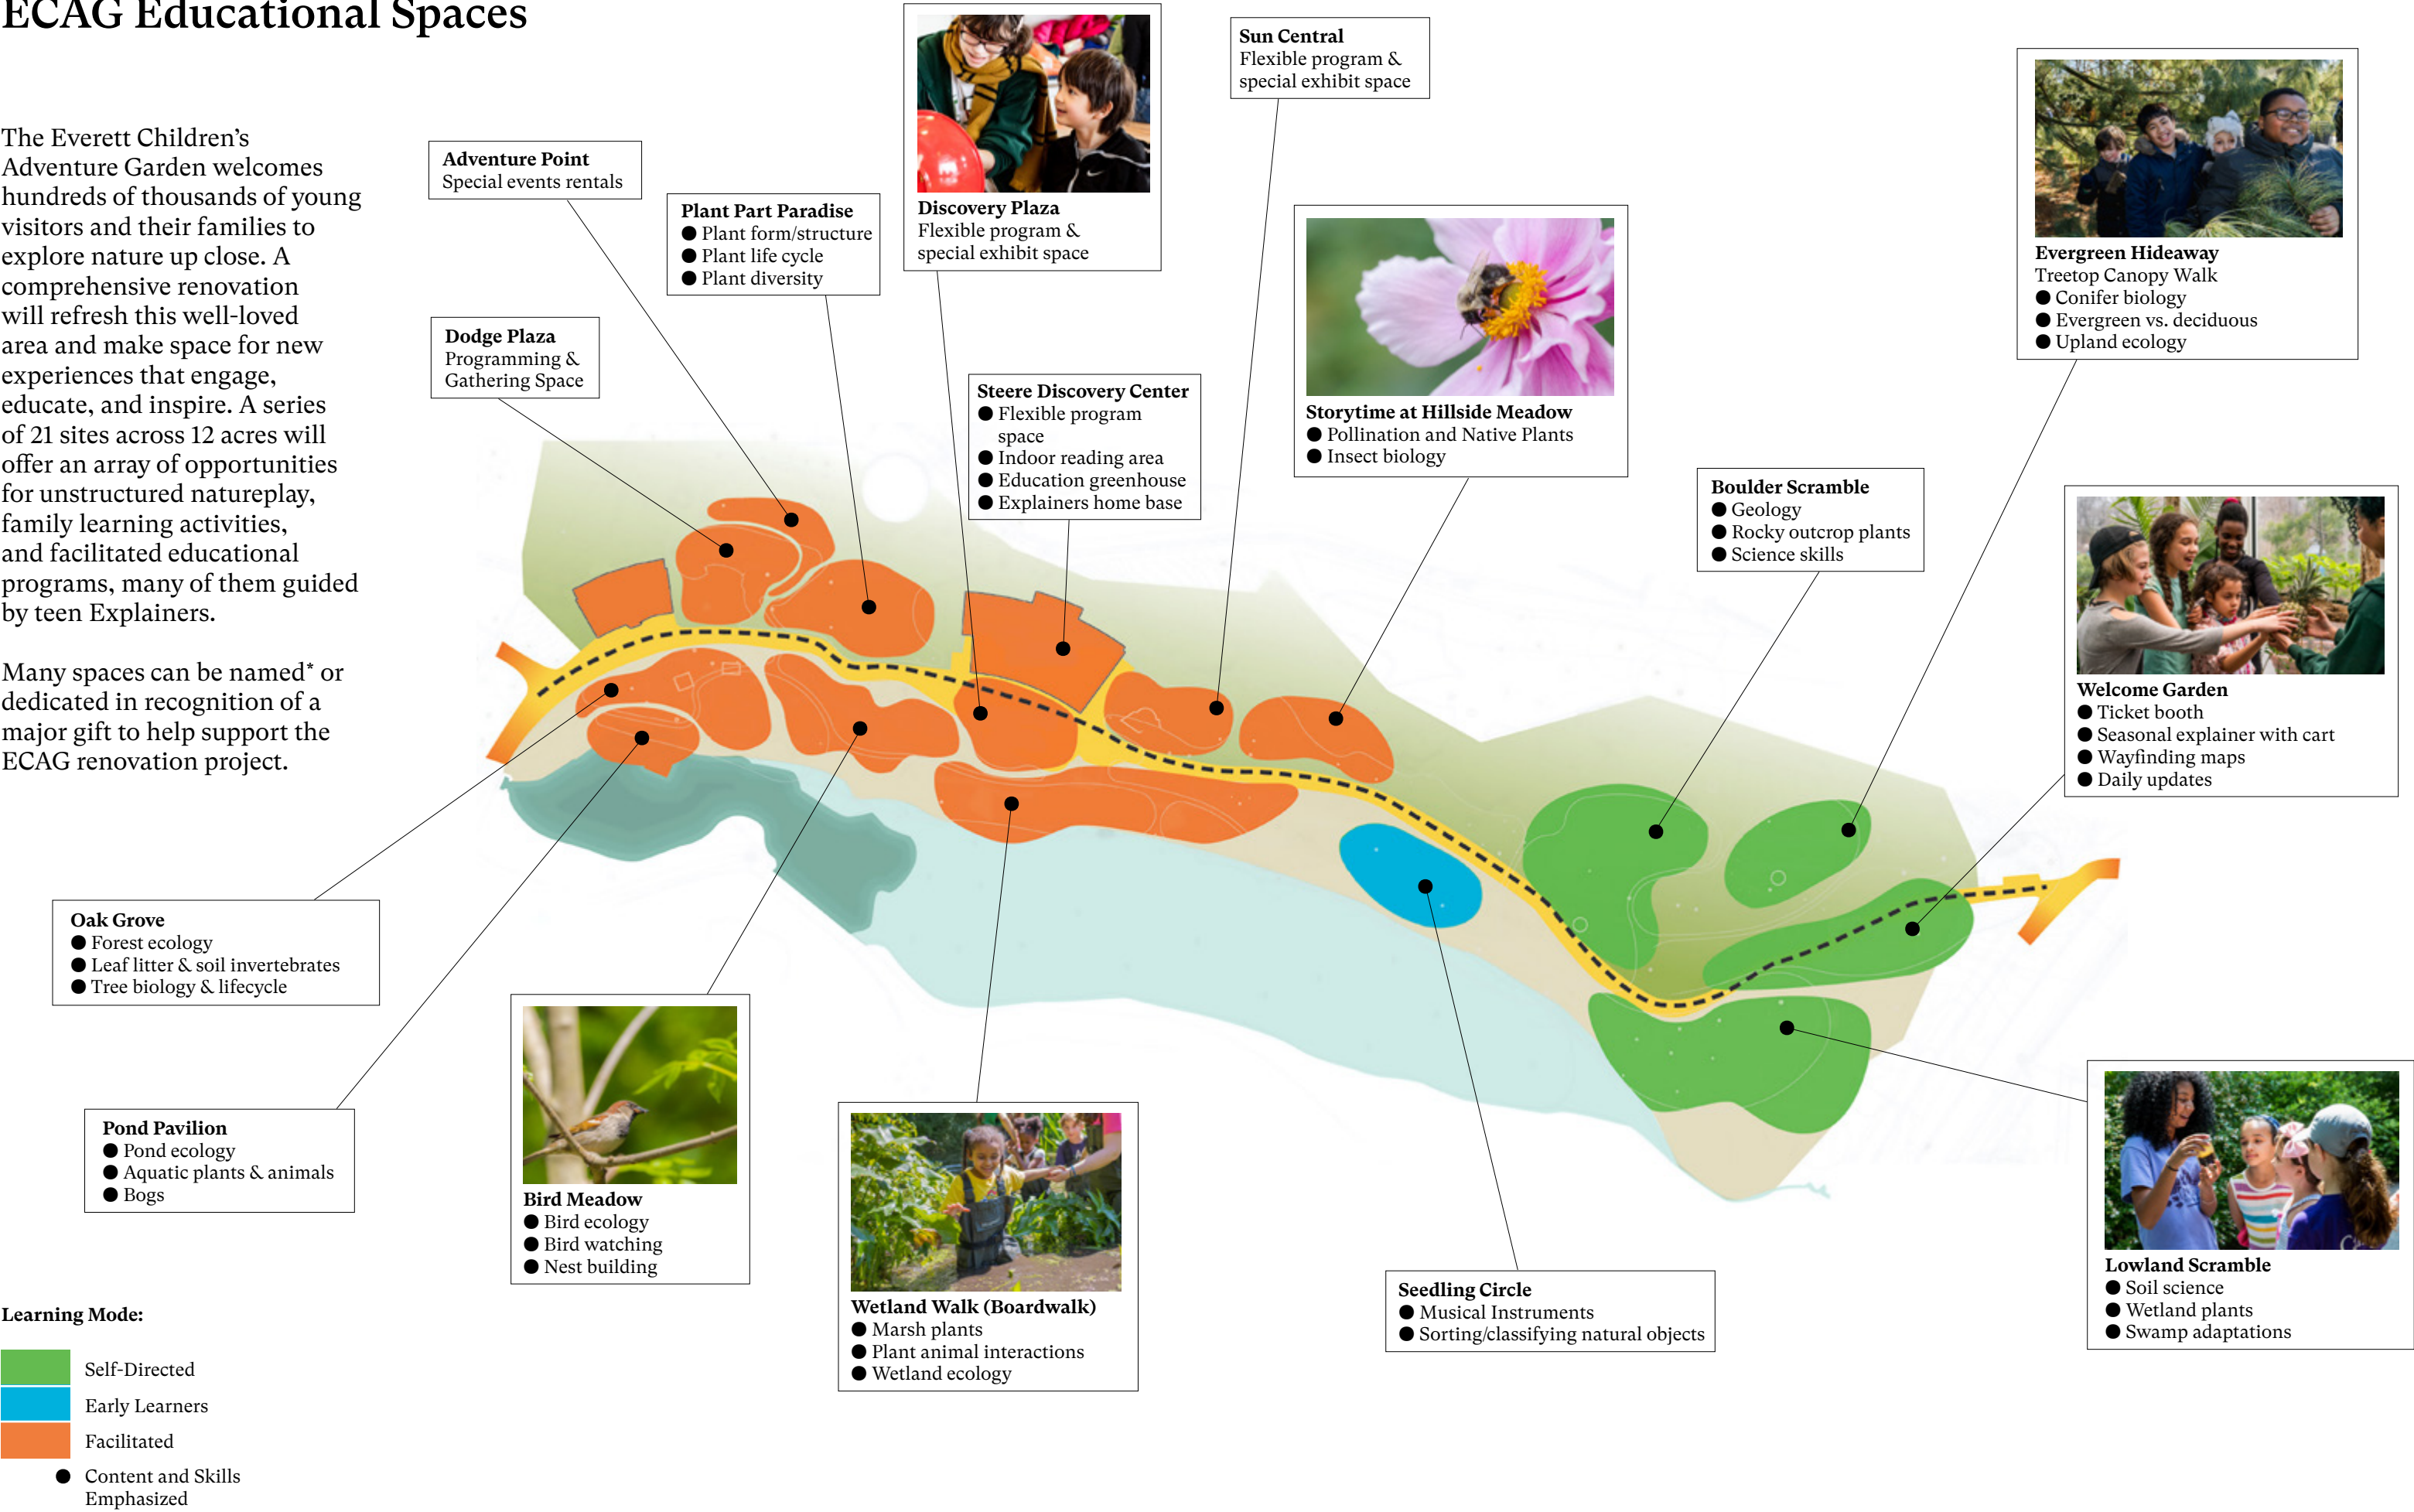 ECAG Educational Spaces
The Everett Children's
Adventure Garden welcomes
hundreds of thousands of young
visitors and their families to
explore nature up close. A
comprehensive renovation
will refresh this well-loved
area and make space for new
experiences that engage,
educate, and inspire. A series
of 21 sites across 12 acres will
offer an array of opportunities
for unstructured natureplay,
family learning activities,
and facilitated educational
programs, many of them guided
by teen Explainers.
Many spaces can be named* or
dedicated in recognition of a
major gift to help support the
ECAG renovation project.
Adventure Point
Special events rentals
Dodge Plaza
Programming &
Gathering Space
Plant Part Paradise
● Plant form/structure
● Plant life cycle
● Plant diversity
Discovery Plaza
Flexible program &
special exhibit space
Sun Central
Flexible program &
special exhibit space
Steere Discovery Center
● Flexible program
space
● Indoor reading area
● Education greenhouse
● Explainers home base
Storytime at Hillside Meadow
● Pollination and Native Plants
● Insect biology
Boulder Scramble
● Geology
● Rocky outcrop plants
● Science skills
Evergreen Hideaway
Treetop Canopy Walk
● Conifer biology
● Evergreen vs. deciduous
● Upland ecology
Welcome Garden
● Ticket booth
● Seasonal explainer with cart
● Wayfinding maps
● Daily updates
Oak Grove
● Forest ecology
● Leaf litter & soil invertebrates
● Tree biology & lifecycle
Pond Pavilion
● Pond ecology
● Aquatic plants & animals
● Bogs
Bird Meadow
● Bird ecology
● Bird watching
● Nest building
Wetland Walk (Boardwalk)
● Marsh plants
● Plant animal interactions
● Wetland ecology
Seedling Circle
● Musical Instruments
● Sorting/classifying natural objects
Lowland Scramble
● Soil science
● Wetland plants
● Swamp adaptations
Learning Mode:
Self-Directed
Early Learners
Facilitated
● Content and Skills
Emphasized